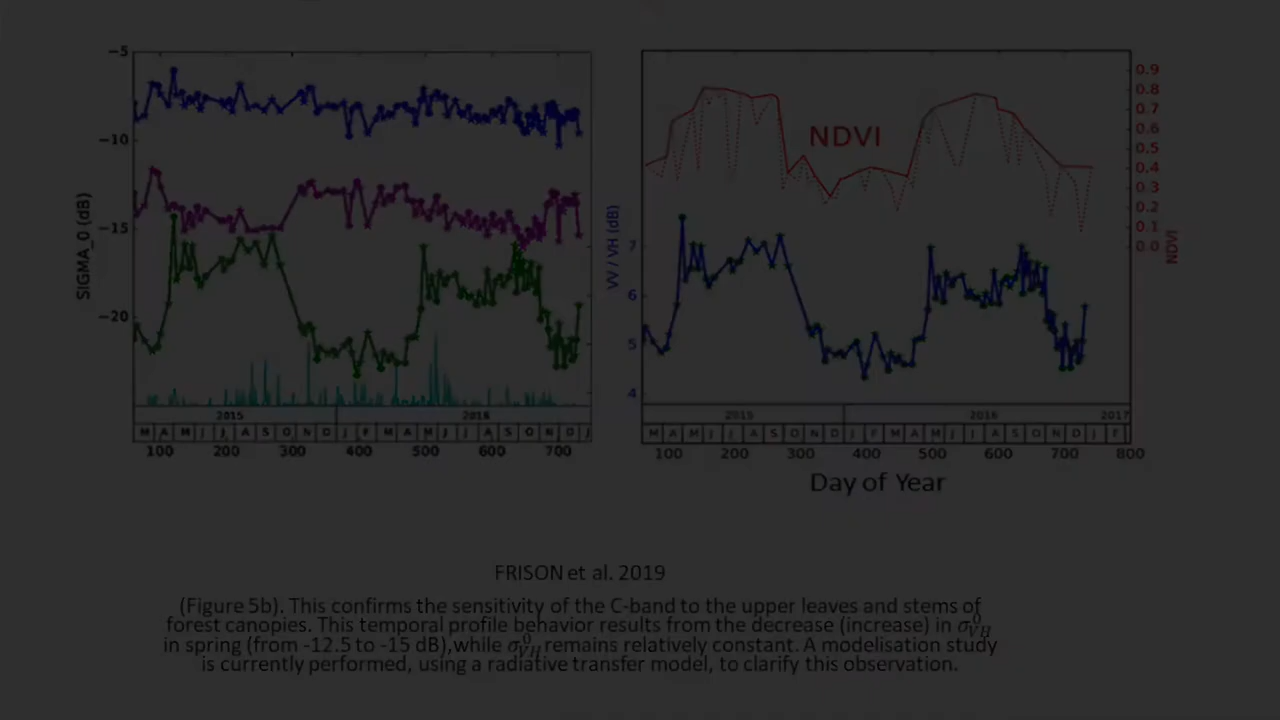 −5
−10
−15
−20
SIGMA_0 (dB)
2015
2016
M A M J J A S O N D J F M A M J J A S O N D J
100 200 300 400 500 600 700
NDVI
VV / VH (dB)
7
6
5
4
0.9
0.8
0.7
0.6
0.5
0.4
0.3
0.2
0.1
0.0
NDVI
2015
2016
2017
M A M J J A S O N D J F M A M J J A S O N D J F
100 200 300 400 500 600 700 800
Day of Year
FRISON et al. 2019
(Figure 5b). This confirms the sensitivity of the C-band to the upper leaves and stems of
forest canopies. This temporal profile behavior results from the decrease (increase) in σ⁰_VH
in spring (from -12.5 to -15 dB),while σ⁰_VH remains relatively constant. A modelisation study
is currently performed, using a radiative transfer model, to clarify this observation.